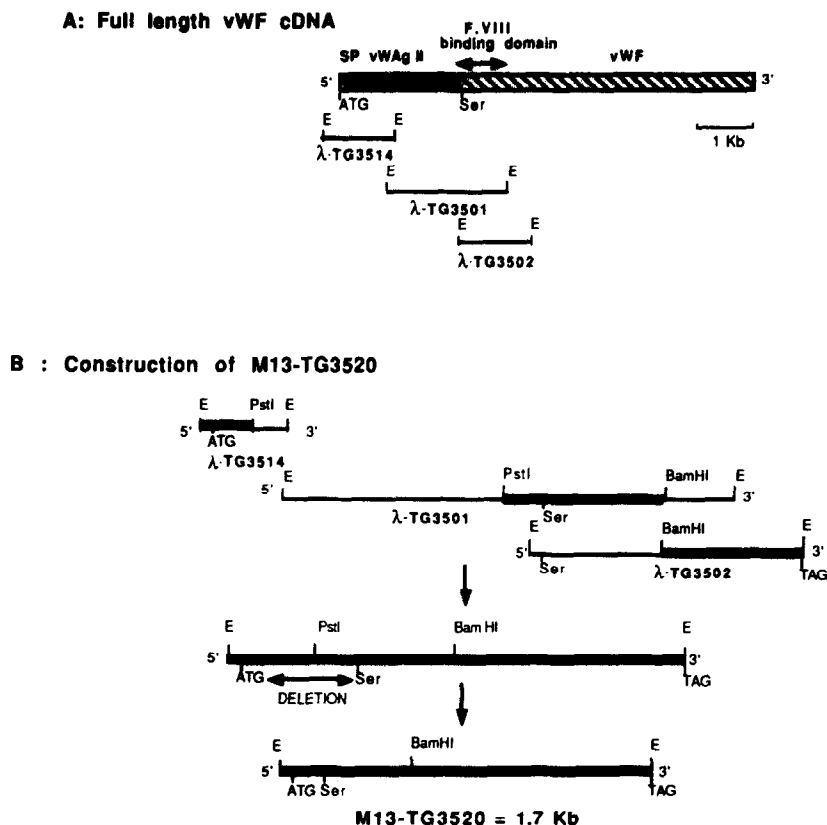 A: Full length vWF cDNA
F.VIII
binding domain
SP vWAg II
vWF
5'
3'
ATG
Ser
E E
λ-TG3514
1 Kb
E E
λ-TG3501
E E
λ-TG3502
B : Construction of M13-TG3520
E PstI E
5' ATG 3'
λ-TG3514
E PstI BamHI E
5' 3'
λ-TG3501
Ser
E BamHI E
5' 3'
Ser
λ-TG3502
TAG
E PstI Bam HI E
5' 3'
ATG Ser TAG
DELETION
E BamHI E
5' 3'
ATG Ser TAG
M13-TG3520 = 1.7 Kb